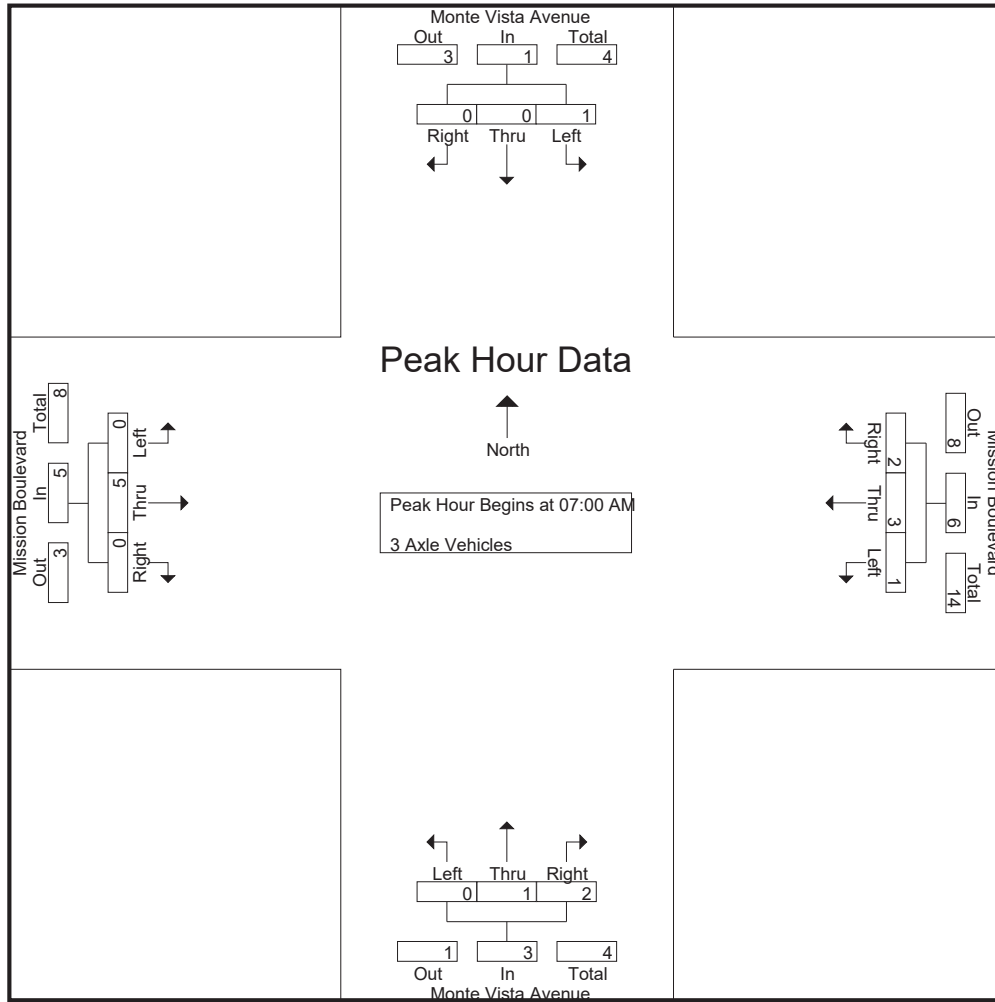 Monte Vista Avenue
Out In Total
3 1 4
0 0 1
Right Thru Left
Peak Hour Data
North
Peak Hour Begins at 07:00 AM
3 Axle Vehicles
Mission Boulevard
Total In Out
8 5 3
0 5 0
Left Thru Right
Mission Boulevard
Out In Total
8 6 14
2 3 1
Right Thru Left
Left Thru Right
0 1 2
1 3 4
Out In Total
Monte Vista Avenue